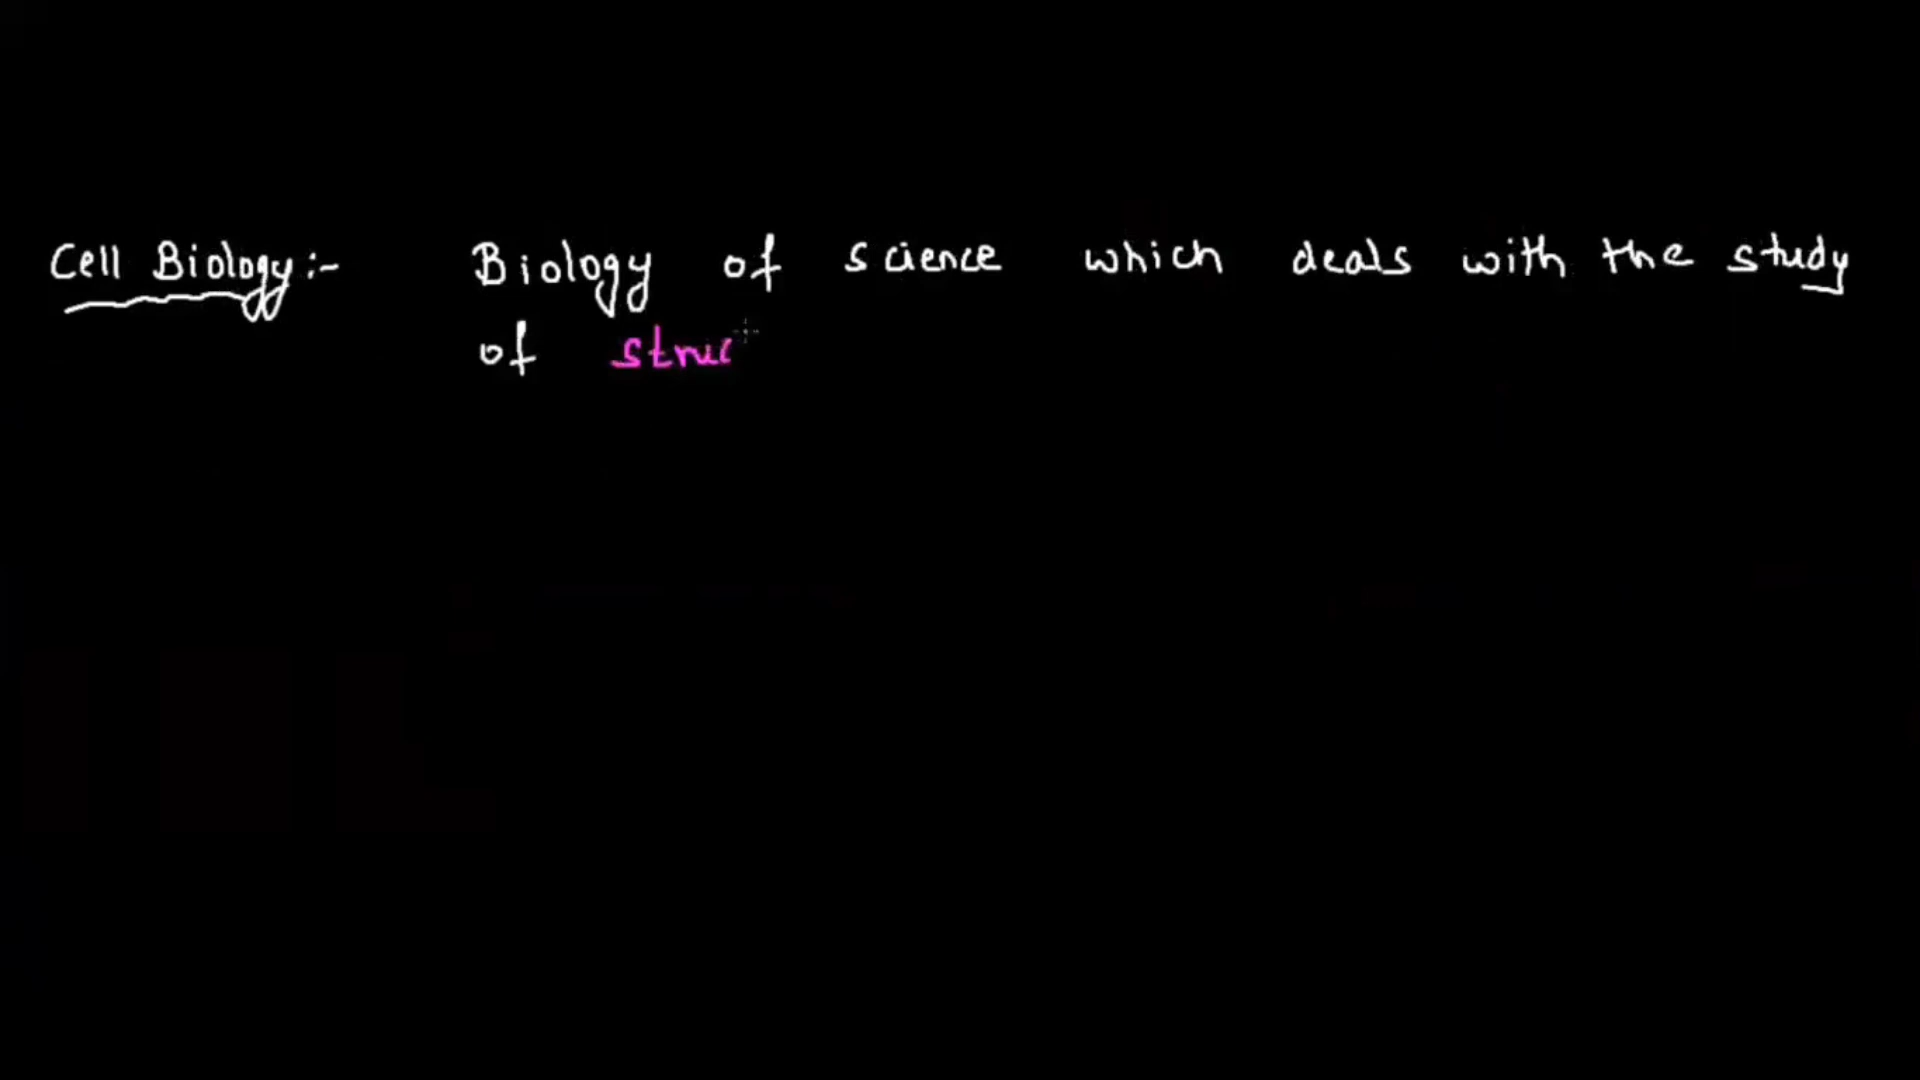 Cell Biology:- Biology of science which deals with the study
of struc